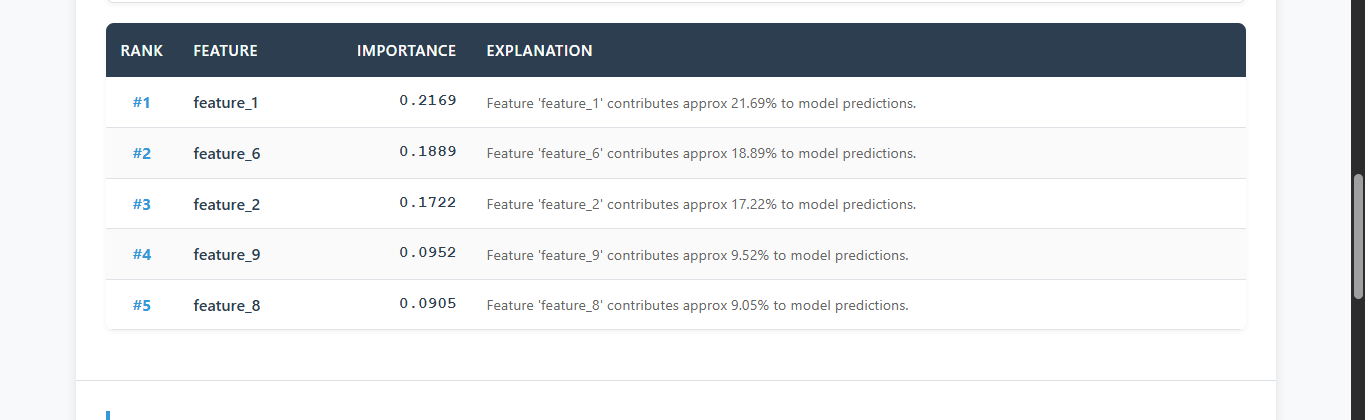 RANK FEATURE IMPORTANCE EXPLANATION
#1 feature_1 0.2169 Feature 'feature_1' contributes approx 21.69% to model predictions.
#2 feature_6 0.1889 Feature 'feature_6' contributes approx 18.89% to model predictions.
#3 feature_2 0.1722 Feature 'feature_2' contributes approx 17.22% to model predictions.
#4 feature_9 0.0952 Feature 'feature_9' contributes approx 9.52% to model predictions.
#5 feature_8 0.0905 Feature 'feature_8' contributes approx 9.05% to model predictions.